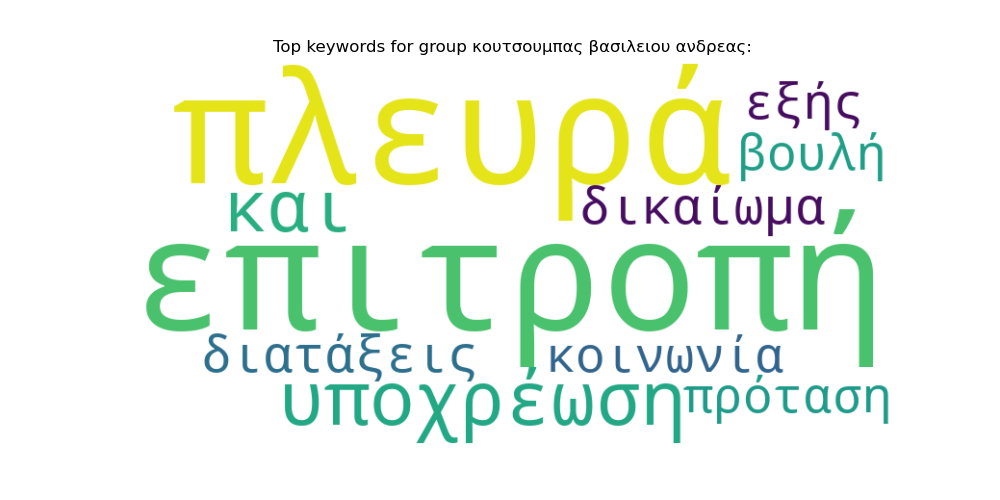 Top keywords for group κουτσουμπας βασιλειου ανδρεας:
πλευρά
εξής
βουλή
και
δικαίωμα
επιτροπή
διατάξεις
κοινωνία
υποχρέωση
πρόταση